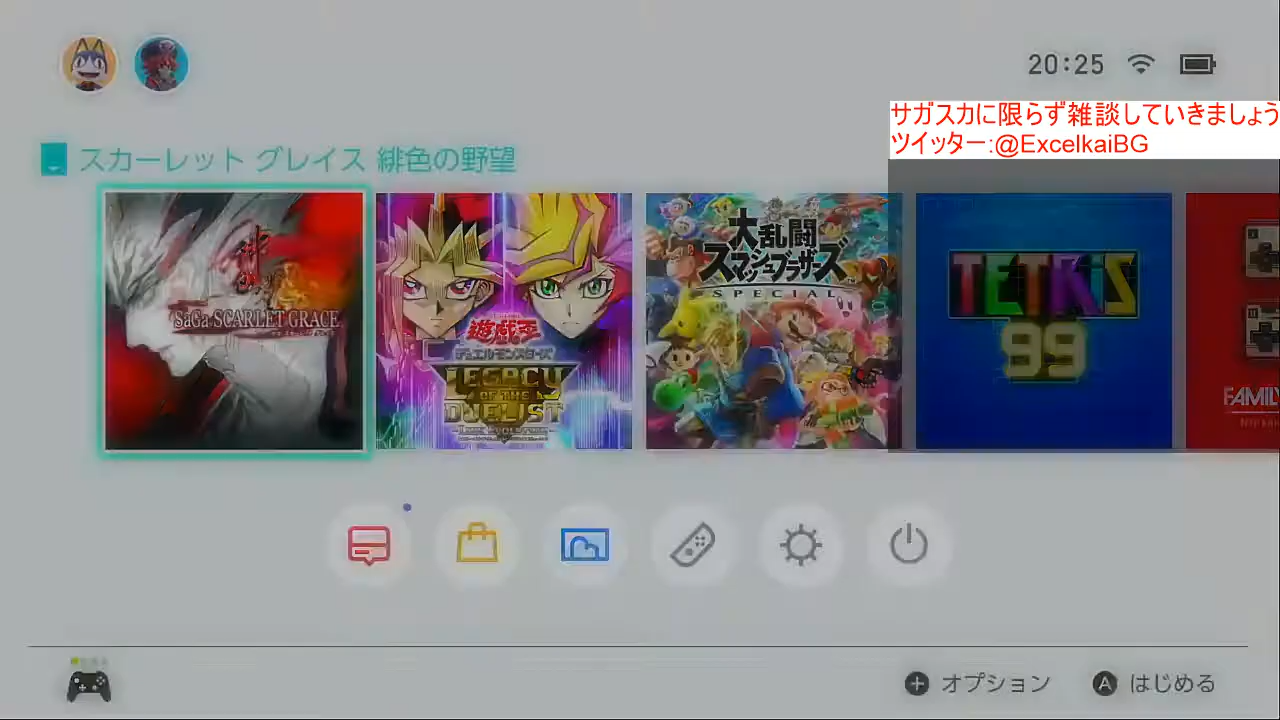 20:25
サガスカに限らず雑談していきましょう
ツイッター:@ExcelkaiBG
スカーレット グレイス 緋色の野望
SaGa SCARLET GRACE
遊戯王
デュエルモンスターズ
LEGACY
OF THE
DUELIST
大乱闘
スマッシュブラザーズ
SPECIAL
TETRIS
99
FAMIL
オプション
はじめる